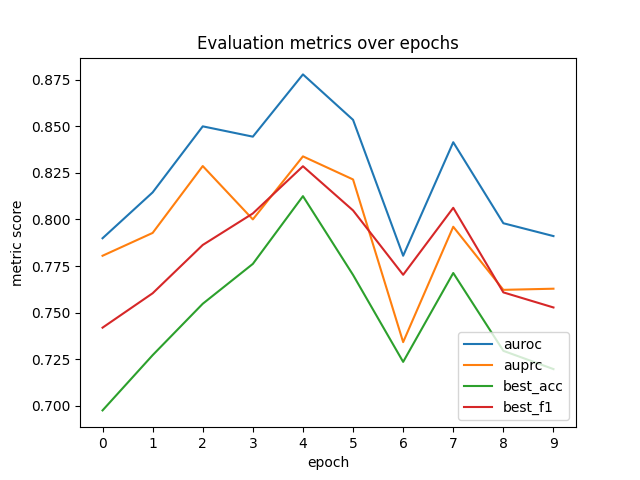 Evaluation metrics over epochs
metric score
0.875
0.850
0.825
0.800
0.775
0.750
0.725
0.700
auroc
auprc
best_acc
best_f1
0 1 2 3 4 5 6 7 8 9
epoch